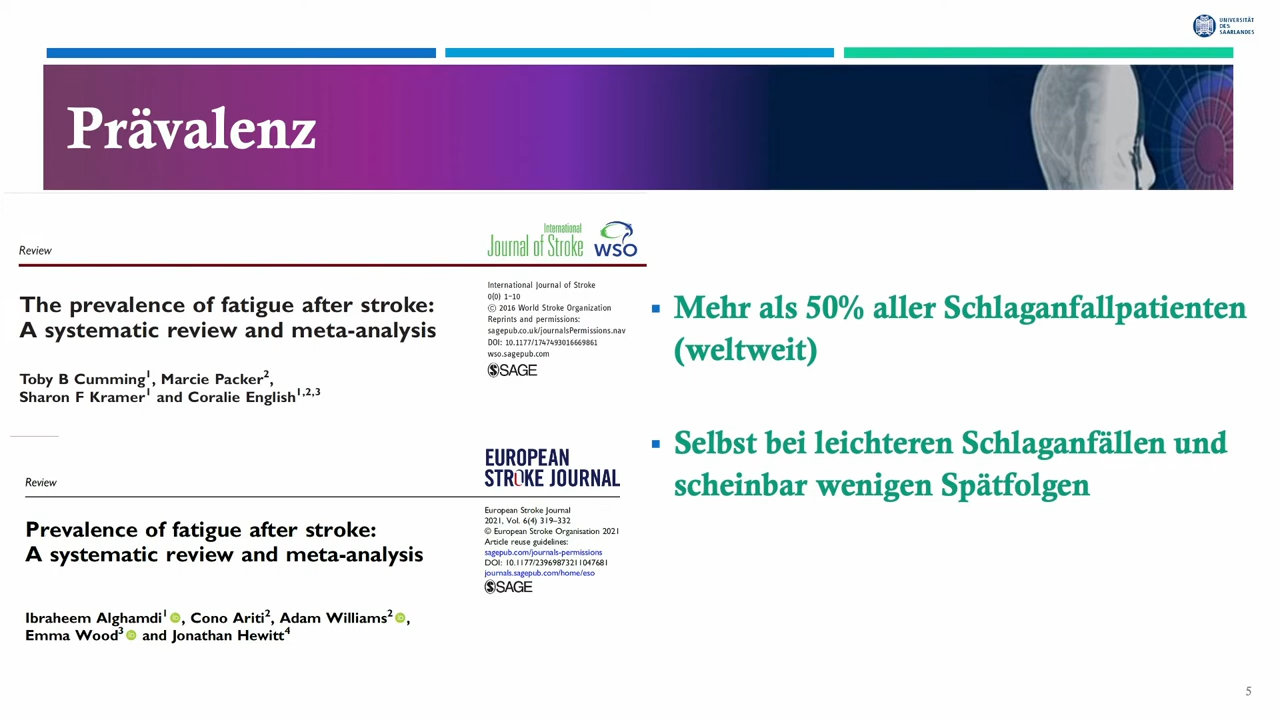 UNIVERSITÄT
DES
SAARLANDES
Prävalenz
Review
International
Journal of Stroke
WSO
The prevalence of fatigue after stroke:
A systematic review and meta-analysis
International Journal of Stroke
0(0) 1–10
© 2016 World Stroke Organization
Reprints and permissions:
sagepub.co.uk/journalsPermissions.nav
DOI: 10.1177/1747493016669861
wso.sagepub.com
SAGE
Toby B Cumming1, Marcie Packer2,
Sharon F Kramer1 and Coralie English1,2,3
Review
EUROPEAN
STROKE JOURNAL
Prevalence of fatigue after stroke:
A systematic review and meta-analysis
European Stroke Journal
2021, Vol. 6(4) 319–332
© European Stroke Organisation 2021
Article reuse guidelines:
sagepub.com/journals-permissions
DOI: 10.1177/23969873211047681
journals.sagepub.com/home/eso
SAGE
Ibraheem Alghamdi1 iD, Cono Ariti2, Adam Williams2 iD,
Emma Wood3 iD and Jonathan Hewitt4
▪ Mehr als 50% aller Schlaganfallpatienten
(weltweit)
▪ Selbst bei leichteren Schlaganfällen und
scheinbar wenigen Spätfolgen
5